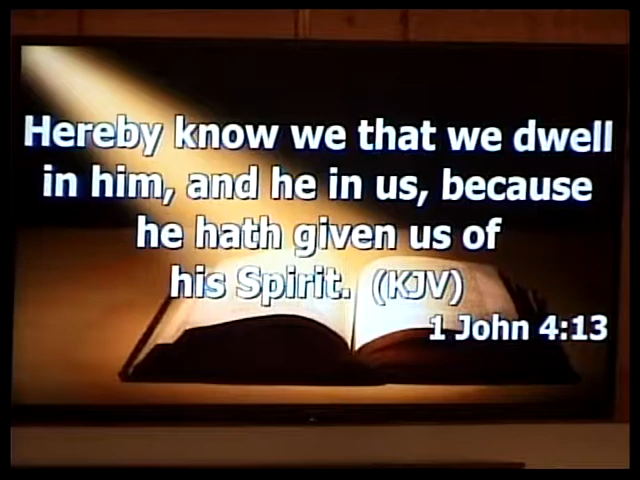 Hereby know we that we dwell
in him, and he in us, because
he hath given us of
his Spirit. (KJV)
1 John 4:13